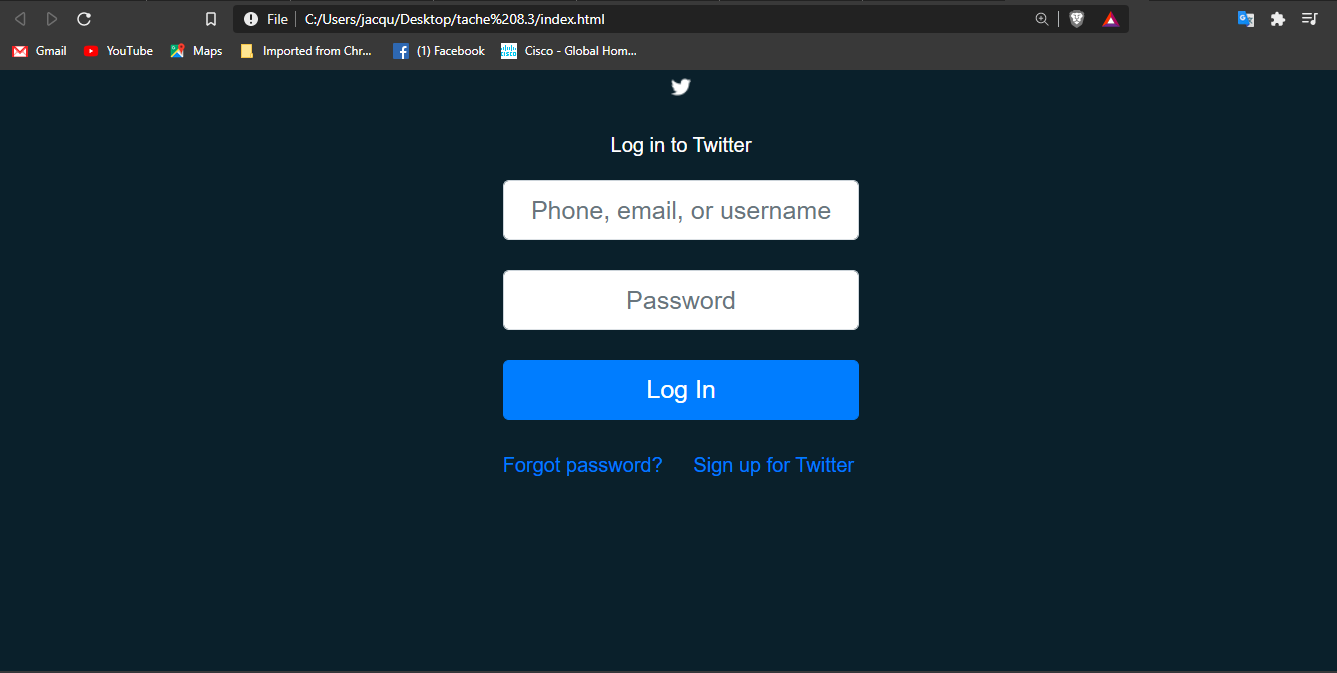 File C:/Users/jacqu/Desktop/tache%208.3/index.html
Gmail YouTube Maps Imported from Chr... (1) Facebook Cisco - Global Hom...
Log in to Twitter
Phone, email, or username
Password
Log In
Forgot password? Sign up for Twitter